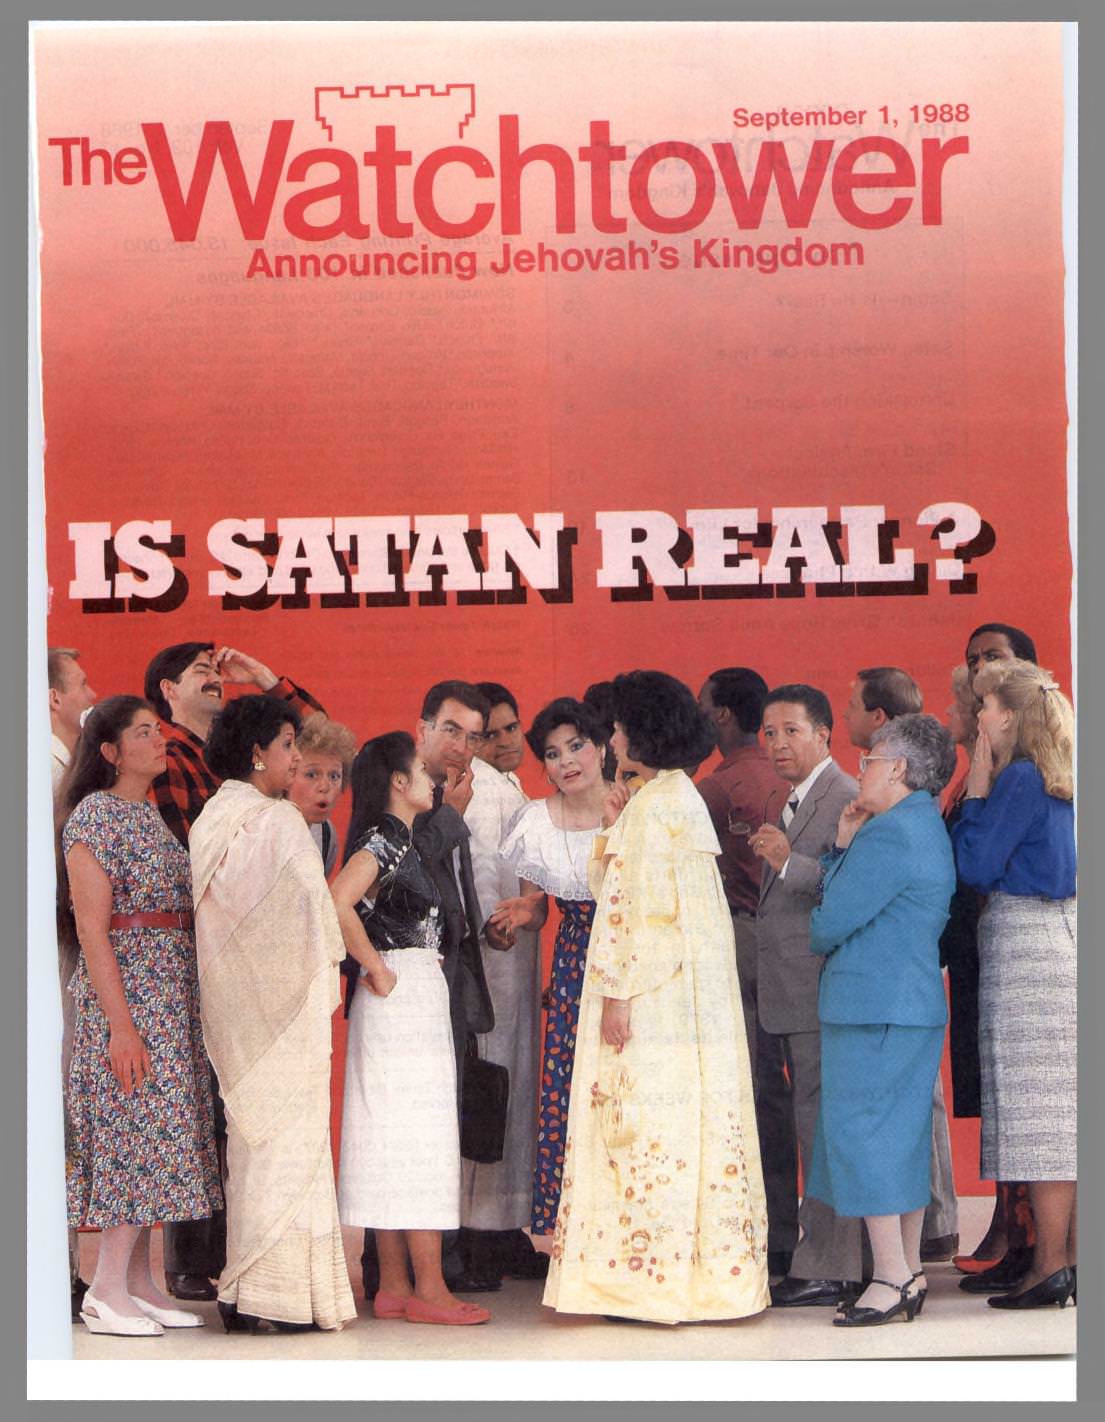 September 1, 1988
The Watchtower
Announcing Jehovah's Kingdom
IS SATAN REAL?